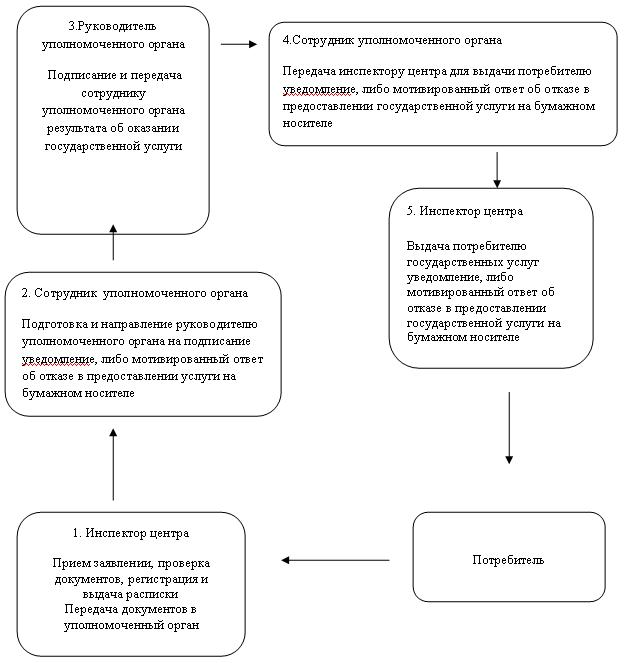 3.Руководитель
уполномоченного органа
Подписание и передача
сотруднику
уполномоченного органа
результата об оказании
государственной услуги
4.Сотрудник уполномоченного органа
Передача инспектору центра для выдачи потребителю
уведомление, либо мотивированный ответ об отказе в
предоставлении государственной услуги на бумажном
носителе
5. Инспектор центра
Выдача потребителю
государственных услуг
уведомление, либо
мотивированный ответ об
отказе в предоставлении
государственной услуги на
бумажном носителе
2. Сотрудник уполномоченного органа
Подготовка и направление руководителю
уполномоченного органа на подписание
уведомление, либо мотивированный ответ
об отказе в предоставлении услуги на
бумажном носителе
1. Инспектор центра
Прием заявлении, проверка
документов, регистрация и
выдача расписки
Передача документов в
уполномоченный орган
Потребитель